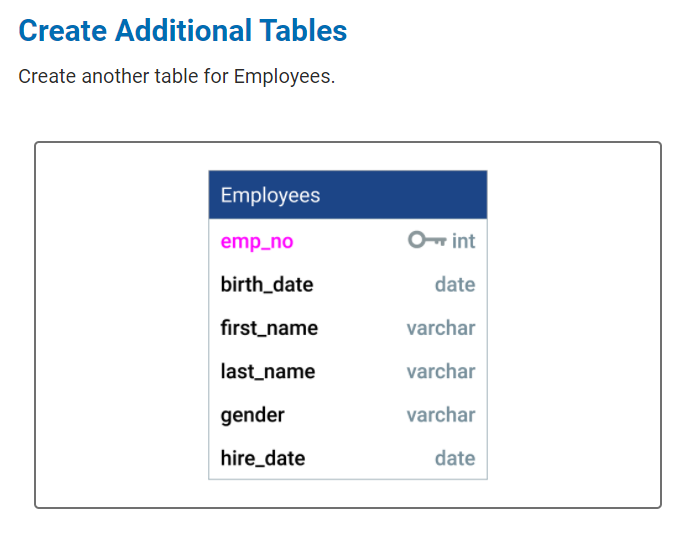 Create Additional Tables
Create another table for Employees.
Employees
emp_no int
birth_date date
first_name varchar
last_name varchar
gender varchar
hire_date date